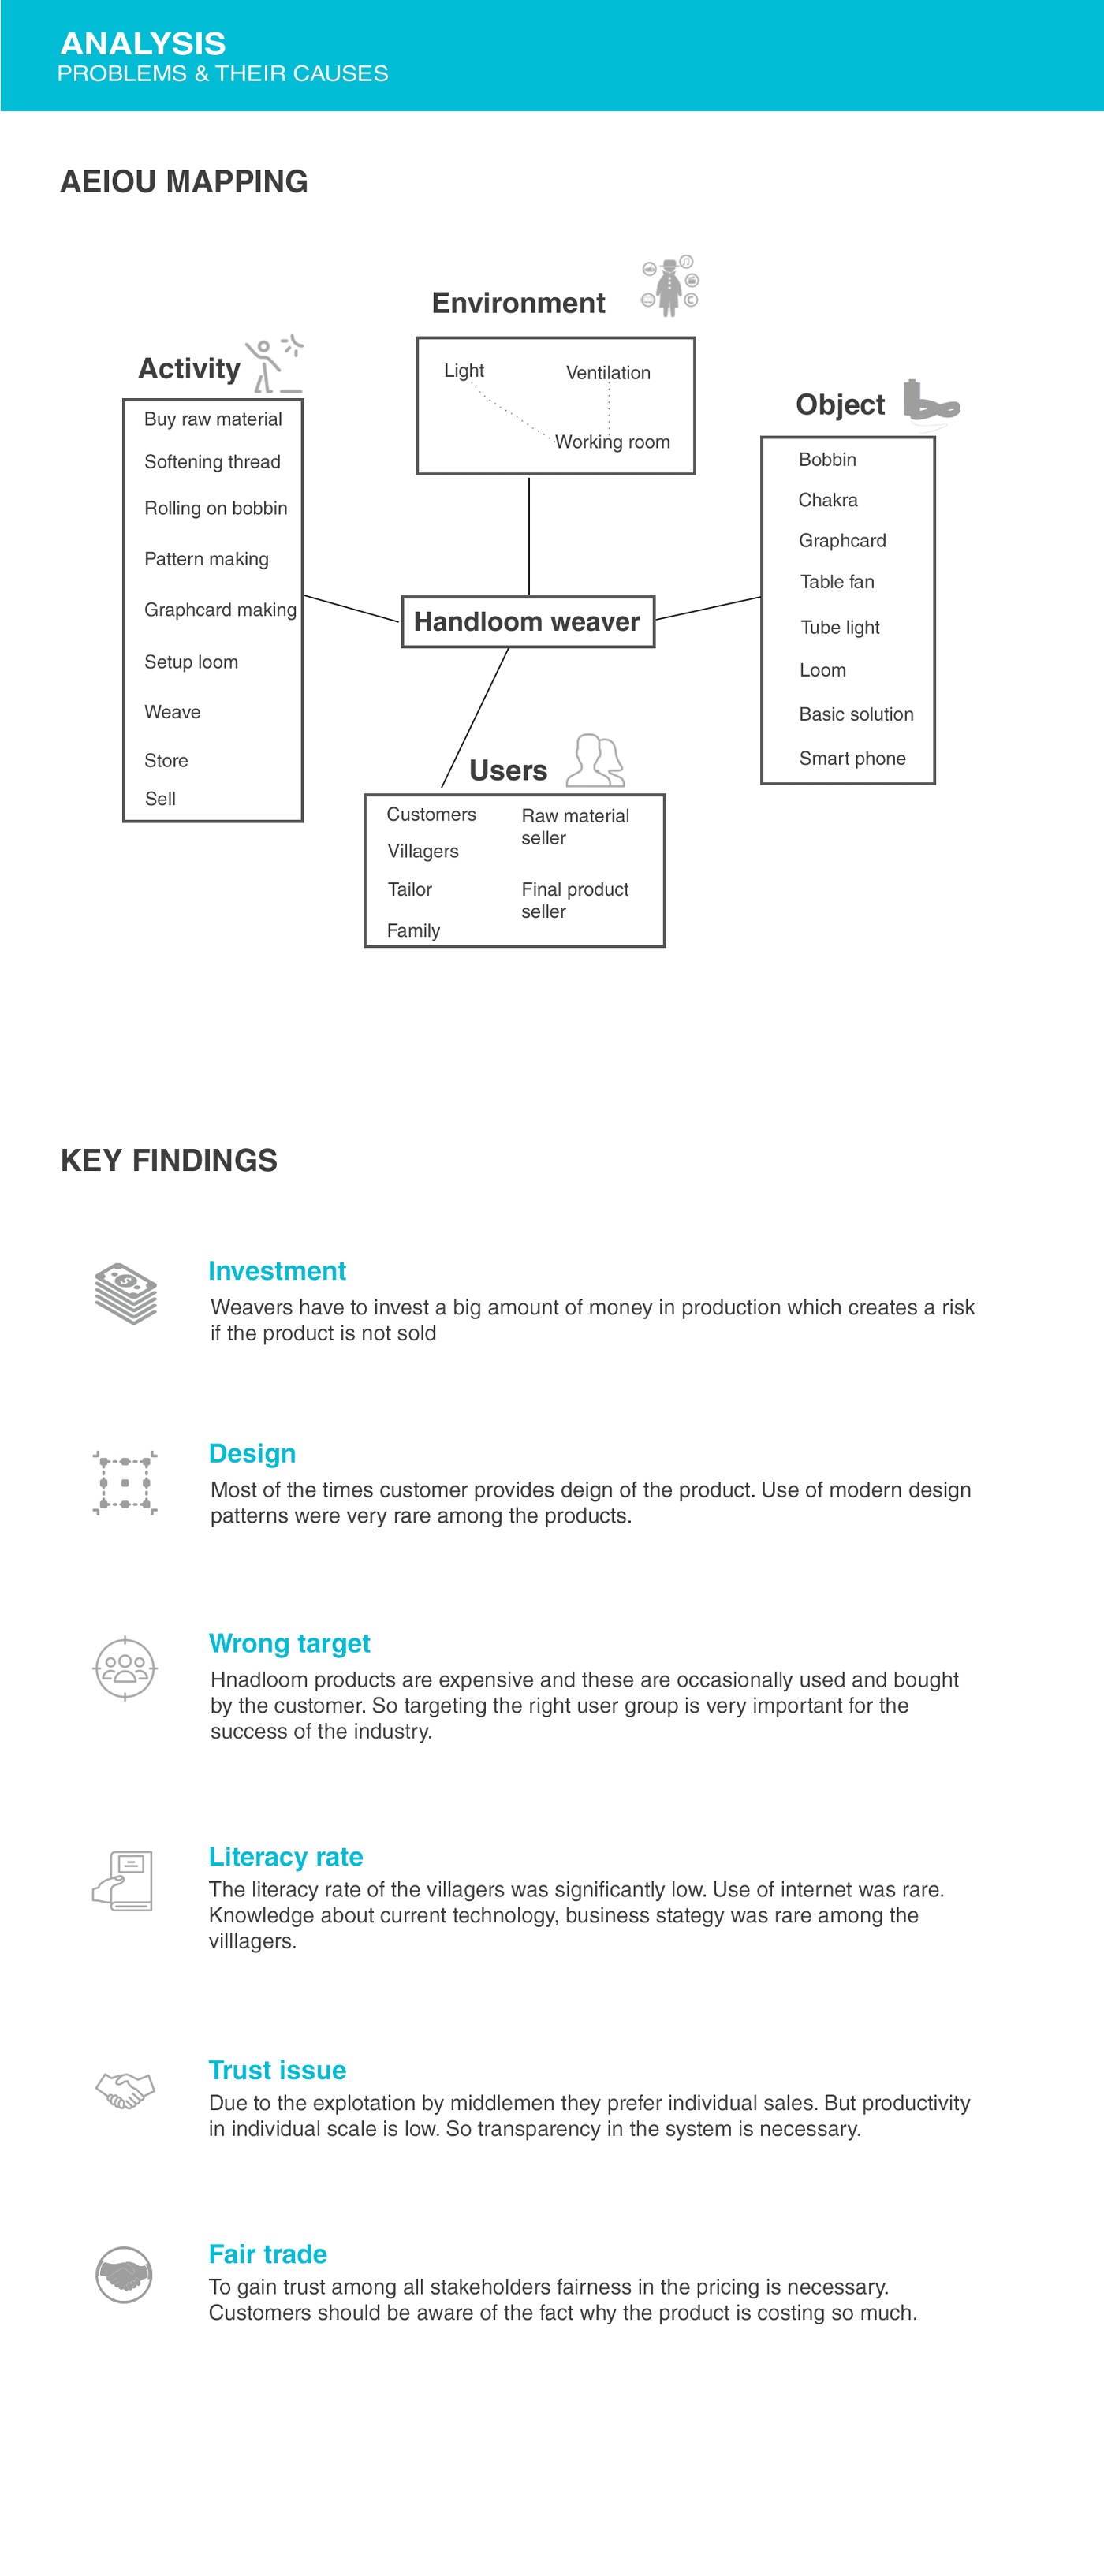 ANALYSIS
PROBLEMS & THEIR CAUSES
AEIOU MAPPING
Environment
Light
Ventilation
Working room
Activity
Buy raw material
Softening thread
Rolling on bobbin
Pattern making
Graphcard making
Setup loom
Weave
Store
Sell
Handloom weaver
Object
Bobbin
Chakra
Graphcard
Table fan
Tube light
Loom
Basic solution
Smart phone
Users
Customers
Villagers
Tailor
Family
Raw material
seller
Final product
seller
KEY FINDINGS
Investment
Weavers have to invest a big amount of money in production which creates a risk
if the product is not sold
Design
Most of the times customer provides deign of the product. Use of modern design
patterns were very rare among the products.
Wrong target
Hnadloom products are expensive and these are occasionally used and bought
by the customer. So targeting the right user group is very important for the
success of the industry.
Literacy rate
The literacy rate of the villagers was significantly low. Use of internet was rare.
Knowledge about current technology, business stategy was rare among the
villlagers.
Trust issue
Due to the explotation by middlemen they prefer individual sales. But productivity
in individual scale is low. So transparency in the system is necessary.
Fair trade
To gain trust among all stakeholders fairness in the pricing is necessary.
Customers should be aware of the fact why the product is costing so much.